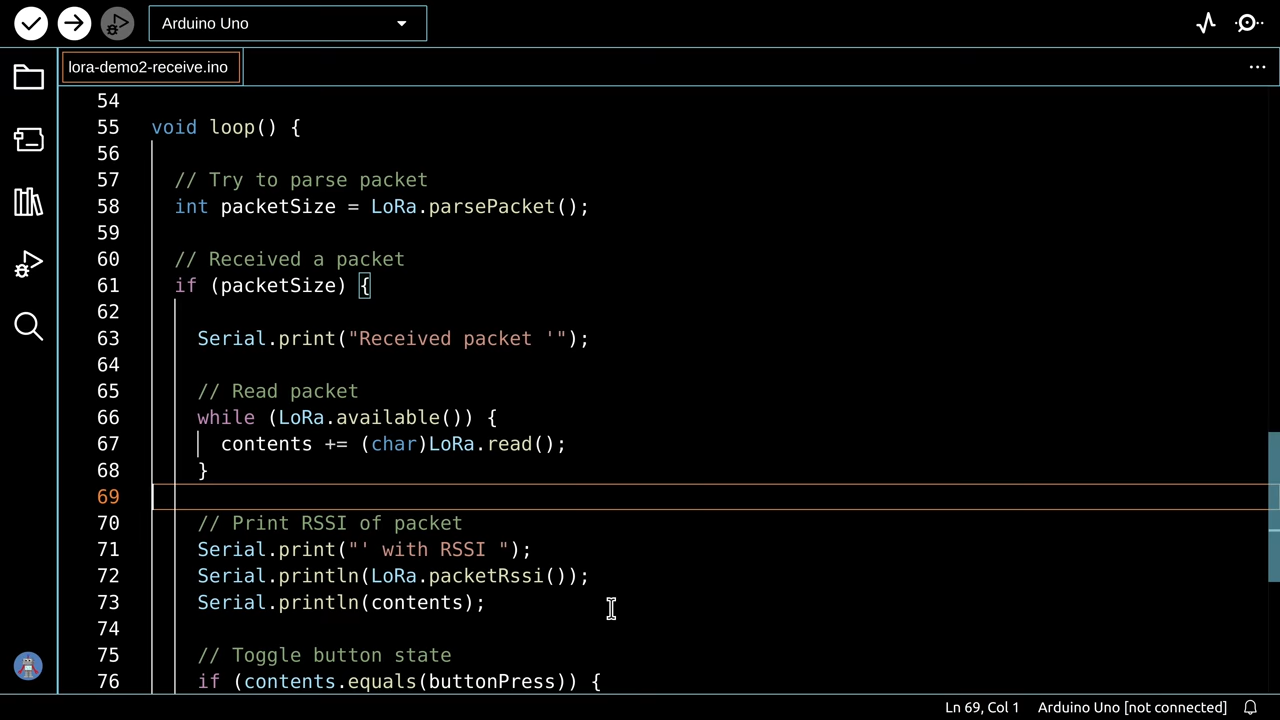 Arduino Uno
lora-demo2-receive.ino
54
55 void loop() {
56
57 // Try to parse packet
58 int packetSize = LoRa.parsePacket();
59
60 // Received a packet
61 if (packetSize) {
62
63 Serial.print("Received packet '");
64
65 // Read packet
66 while (LoRa.available()) {
67 contents += (char)LoRa.read();
68 }
69
70 // Print RSSI of packet
71 Serial.print("' with RSSI ");
72 Serial.println(LoRa.packetRssi());
73 Serial.println(contents);
74
75 // Toggle button state
76 if (contents.equals(buttonPress)) {
Ln 69, Col 1 Arduino Uno [not connected]